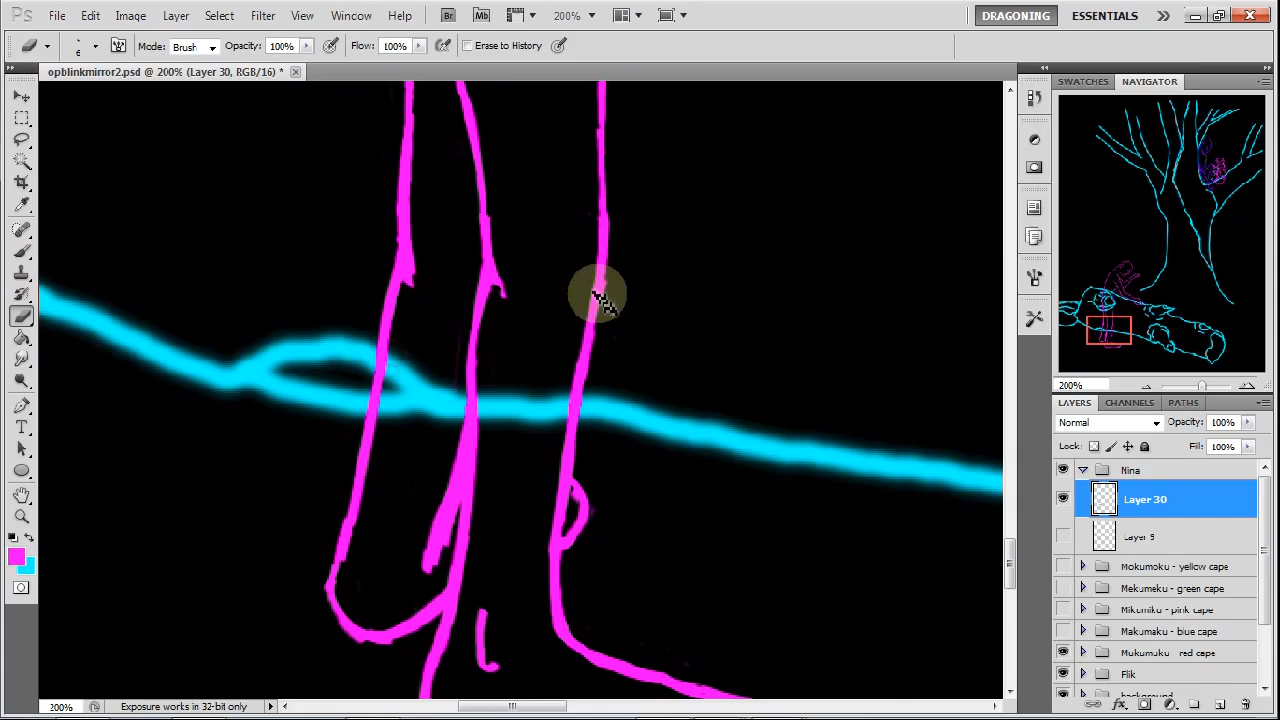 Ps File Edit Image Layer Select Filter View Window Help Br Mb 200% DRAGONING ESSENTIALS
6 Mode: Brush Opacity: 100% Flow: 100% Erase to History
opblinkmirror2.psd @ 200% (Layer 30, RGB/16) *
SWATCHES NAVIGATOR
200%
LAYERS CHANNELS PATHS
Normal Opacity: 100%
Lock: Fill: 100%
Nina
Layer 30
Layer 9
Mokumoku - yellow cape
Mekumeku - green cape
Mikumiku - pink cape
Makumaku - blue cape
Mukumuku - red cape
Flik
background
200% Exposure works in 32-bit only